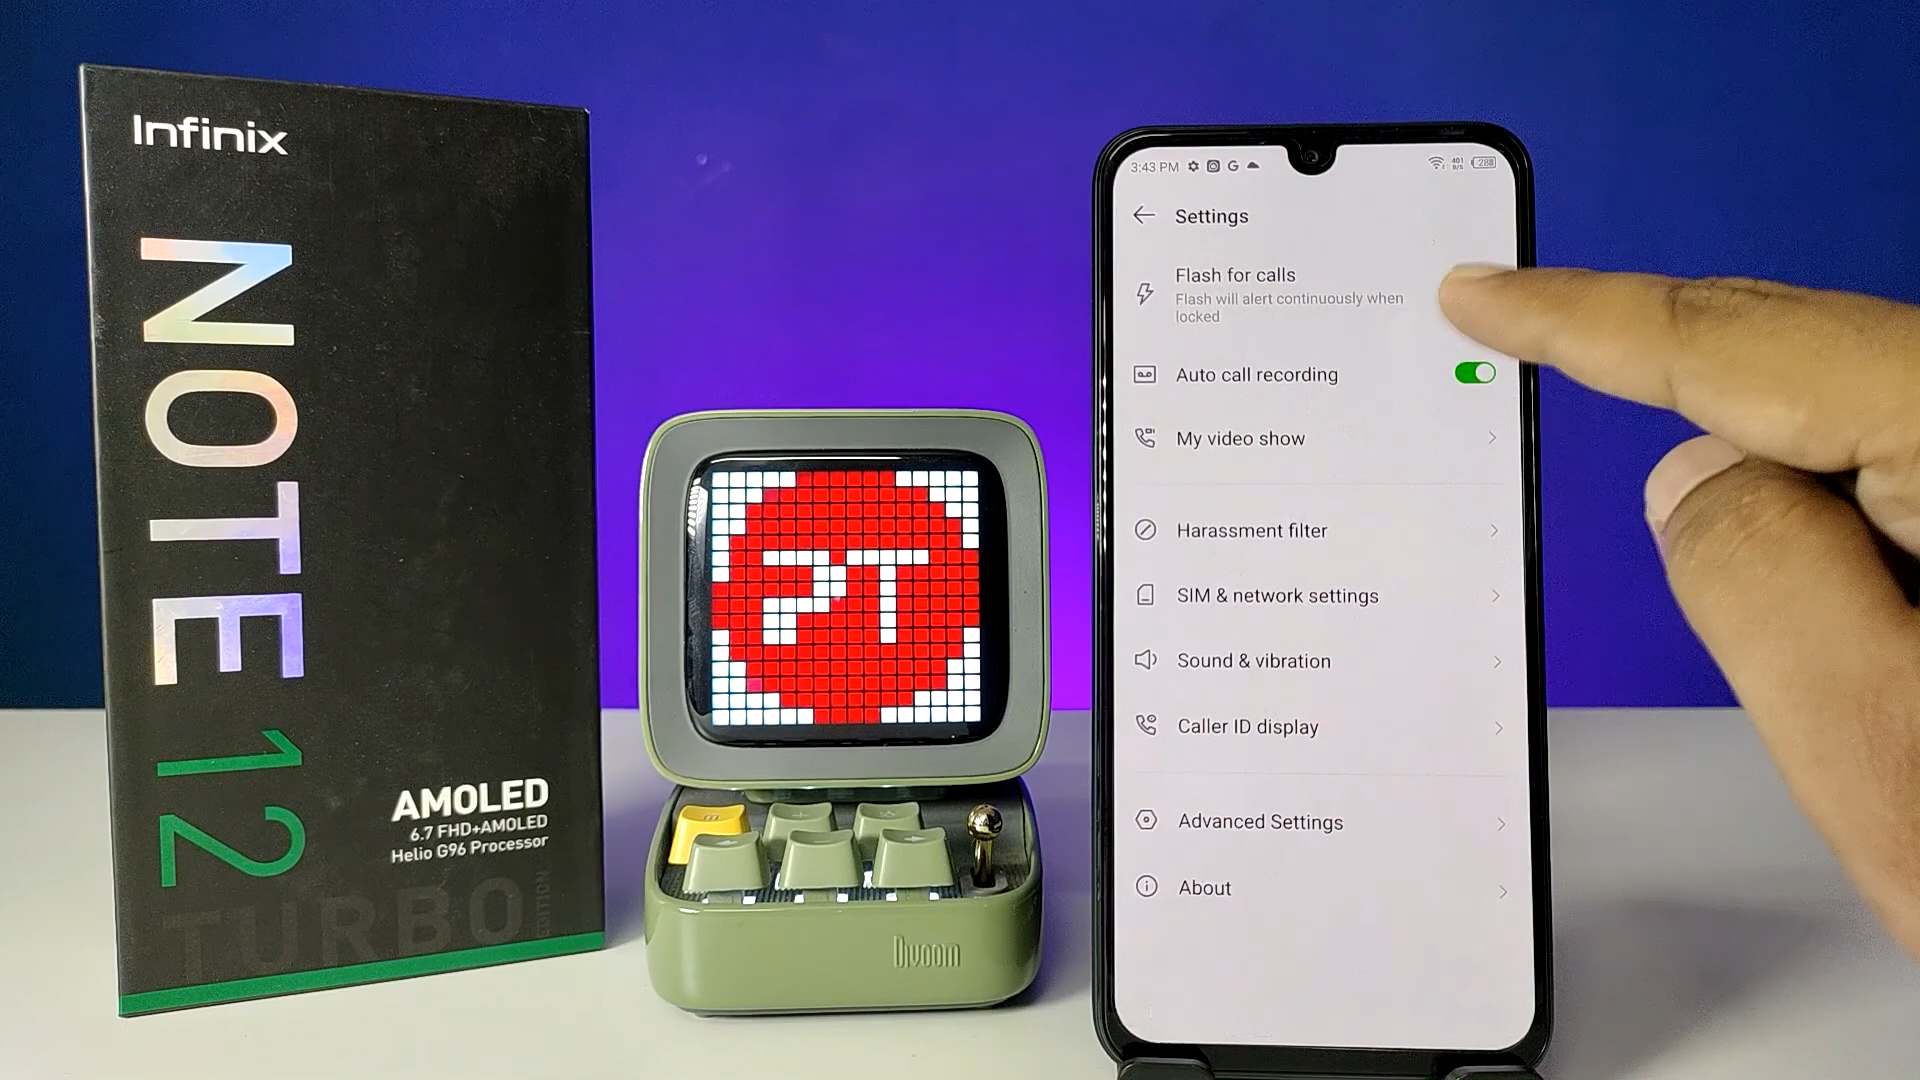 Infinix
NOTE 12
AMOLED
6.7 FHD+AMOLED
Helio G96 Processor
TURBO
EDITION
PT
Divoom
3:43 PM
G
401
B/S
Settings
Flash for calls
Flash will alert continuously when
locked
Auto call recording
My video show
Harassment filter
SIM & network settings
Sound & vibration
Caller ID display
Advanced Settings
About